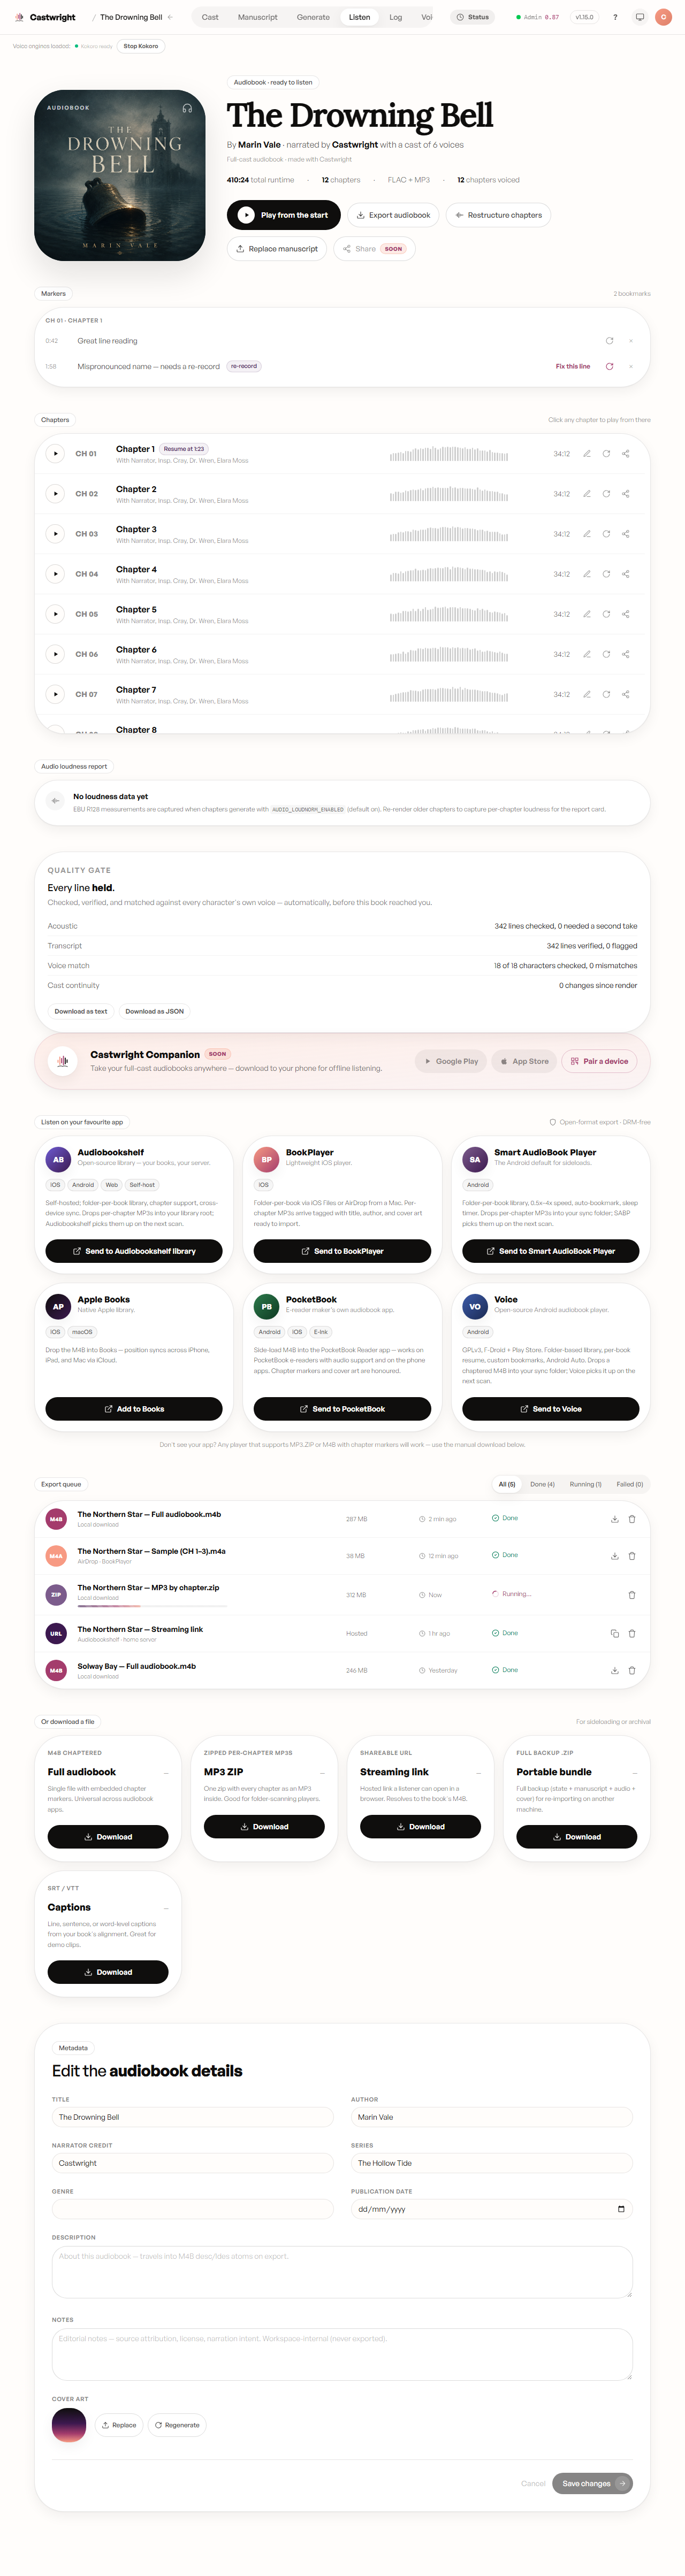 Castwright / The Drowning Bell Cast Manuscript Generate Listen Log Status Admin 0.87 v1.15.0 ? C
Voice engines loaded: Kokoro ready Stop Kokoro
AUDIOBOOK
THE
DROWNING
BELL
MARIN VALE
Audiobook · ready to listen
The Drowning Bell
By Marin Vale · narrated by Castwright with a cast of 6 voices
Full-cast audiobook · made with Castwright
410:24 total runtime · 12 chapters · FLAC + MP3 · 12 chapters voiced
Play from the start Export audiobook Restructure chapters
Replace manuscript Share SOON
Markers 2 bookmarks
CH 01 · CHAPTER 1
0:42 Great line reading
1:58 Mispronounced name — needs a re-record re-record Fix this line
Chapters Click any chapter to play from there
CH 01 Chapter 1 Resume at 1:23 34:12
With Narrator, Insp. Cray, Dr. Wren, Elara Moss
CH 02 Chapter 2 34:12
With Narrator, Insp. Cray, Dr. Wren, Elara Moss
CH 03 Chapter 3 34:12
With Narrator, Insp. Cray, Dr. Wren, Elara Moss
CH 04 Chapter 4 34:12
With Narrator, Insp. Cray, Dr. Wren, Elara Moss
CH 05 Chapter 5 34:12
With Narrator, Insp. Cray, Dr. Wren, Elara Moss
CH 06 Chapter 6 34:12
With Narrator, Insp. Cray, Dr. Wren, Elara Moss
CH 07 Chapter 7 34:12
With Narrator, Insp. Cray, Dr. Wren, Elara Moss
Chapter 8
Audio loudness report
No loudness data yet
EBU R128 measurements are captured when chapters generate with AUDIO_LOUDNORM_ENABLED (default on). Re-render older chapters to capture per-chapter loudness for the report card.
QUALITY GATE
Every line held.
Checked, verified, and matched against every character's own voice — automatically, before this book reached you.
Acoustic 342 lines checked, 0 needed a second take
Transcript 342 lines verified, 0 flagged
Voice match 18 of 18 characters checked, 0 mismatches
Cast continuity 0 changes since render
Download as text Download as JSON
Castwright Companion SOON
Take your full-cast audiobooks anywhere — download to your phone for offline listening.
Google Play App Store Pair a device
Listen on your favourite app Open-format export · DRM-free
AB Audiobookshelf
Open-source library — your books, your server.
iOS Android Web Self-host
Self-hosted; folder-per-book library, chapter support, cross-
device sync. Drops per-chapter MP3s into your library root;
Audiobookshelf picks them up on the next scan.
Send to Audiobookshelf library
BP BookPlayer
Lightweight iOS player.
iOS
Folder-per-book via iOS Files or AirDrop from a Mac. Per-
chapter MP3s arrive tagged with title, author, and cover art
ready to import.
Send to BookPlayer
SA Smart AudioBook Player
The Android default for sideloads.
Android
Folder-per-book library, 0.5x–4x speed, auto-bookmark, sleep
timer. Drops per-chapter MP3s into your sync folder; SABP
picks them up on the next scan.
Send to Smart AudioBook Player
AP Apple Books
Native Apple library.
iOS macOS
Drop the M4B into Books — position syncs across iPhone,
iPad, and Mac via iCloud.
Add to Books
PB PocketBook
E-reader maker's own audiobook app.
Android iOS E-Ink
Side-load M4B into the PocketBook Reader app — works on
PocketBook e-readers with audio support and on the phone
apps. Chapter markers and cover art are honoured.
Send to PocketBook
VO Voice
Open-source Android audiobook player.
Android
GPLv3, F-Droid + Play Store. Folder-based library, per-book
resume, custom bookmarks, Android Auto. Drops a
chaptered M4B into your sync folder; Voice picks it up on the
next scan.
Send to Voice
Don't see your app? Any player that supports MP3.ZIP or M4B with chapter markers will work — use the manual download below.
Export queue All (5) Done (4) Running (1) Failed (0)
M4B The Northern Star — Full audiobook.m4b 287 MB 2 min ago Done
Local download
M4A The Northern Star — Sample (CH 1–3).m4a 38 MB 12 min ago Done
AirDrop · BookPlayer
ZIP The Northern Star — MP3 by chapter.zip 312 MB Now Running…
Local download
URL The Northern Star — Streaming link Hosted 1 hr ago Done
Audiobookshelf · home server
M4B Solway Bay — Full audiobook.m4b 246 MB Yesterday Done
Local download
Or download a file For sideloading or archival
M4B CHAPTERED
Full audiobook —
Single file with embedded chapter
markers. Universal across audiobook
apps.
Download
ZIPPED PER-CHAPTER MP3S
MP3 ZIP —
One zip with every chapter as an MP3
inside. Good for folder-scanning players.
Download
SHAREABLE URL
Streaming link —
Hosted link a listener can open in a
browser. Resolves to the book's M4B.
Download
FULL BACKUP .ZIP
Portable bundle —
Full backup (state + manuscript + audio +
cover) for re-importing on another
machine.
Download
SRT / VTT
Captions —
Line, sentence, or word-level captions
from your book's alignment. Great for
demo clips.
Download
Metadata
Edit the audiobook details
TITLE AUTHOR
The Drowning Bell Marin Vale
NARRATOR CREDIT SERIES
Castwright The Hollow Tide
GENRE PUBLICATION DATE
dd/mm/yyyy
DESCRIPTION
About this audiobook — travels into M4B desc/ldes atoms on export.
NOTES
Editorial notes — source attribution, license, narration intent. Workspace-internal (never exported).
COVER ART
Replace Regenerate
Cancel Save changes